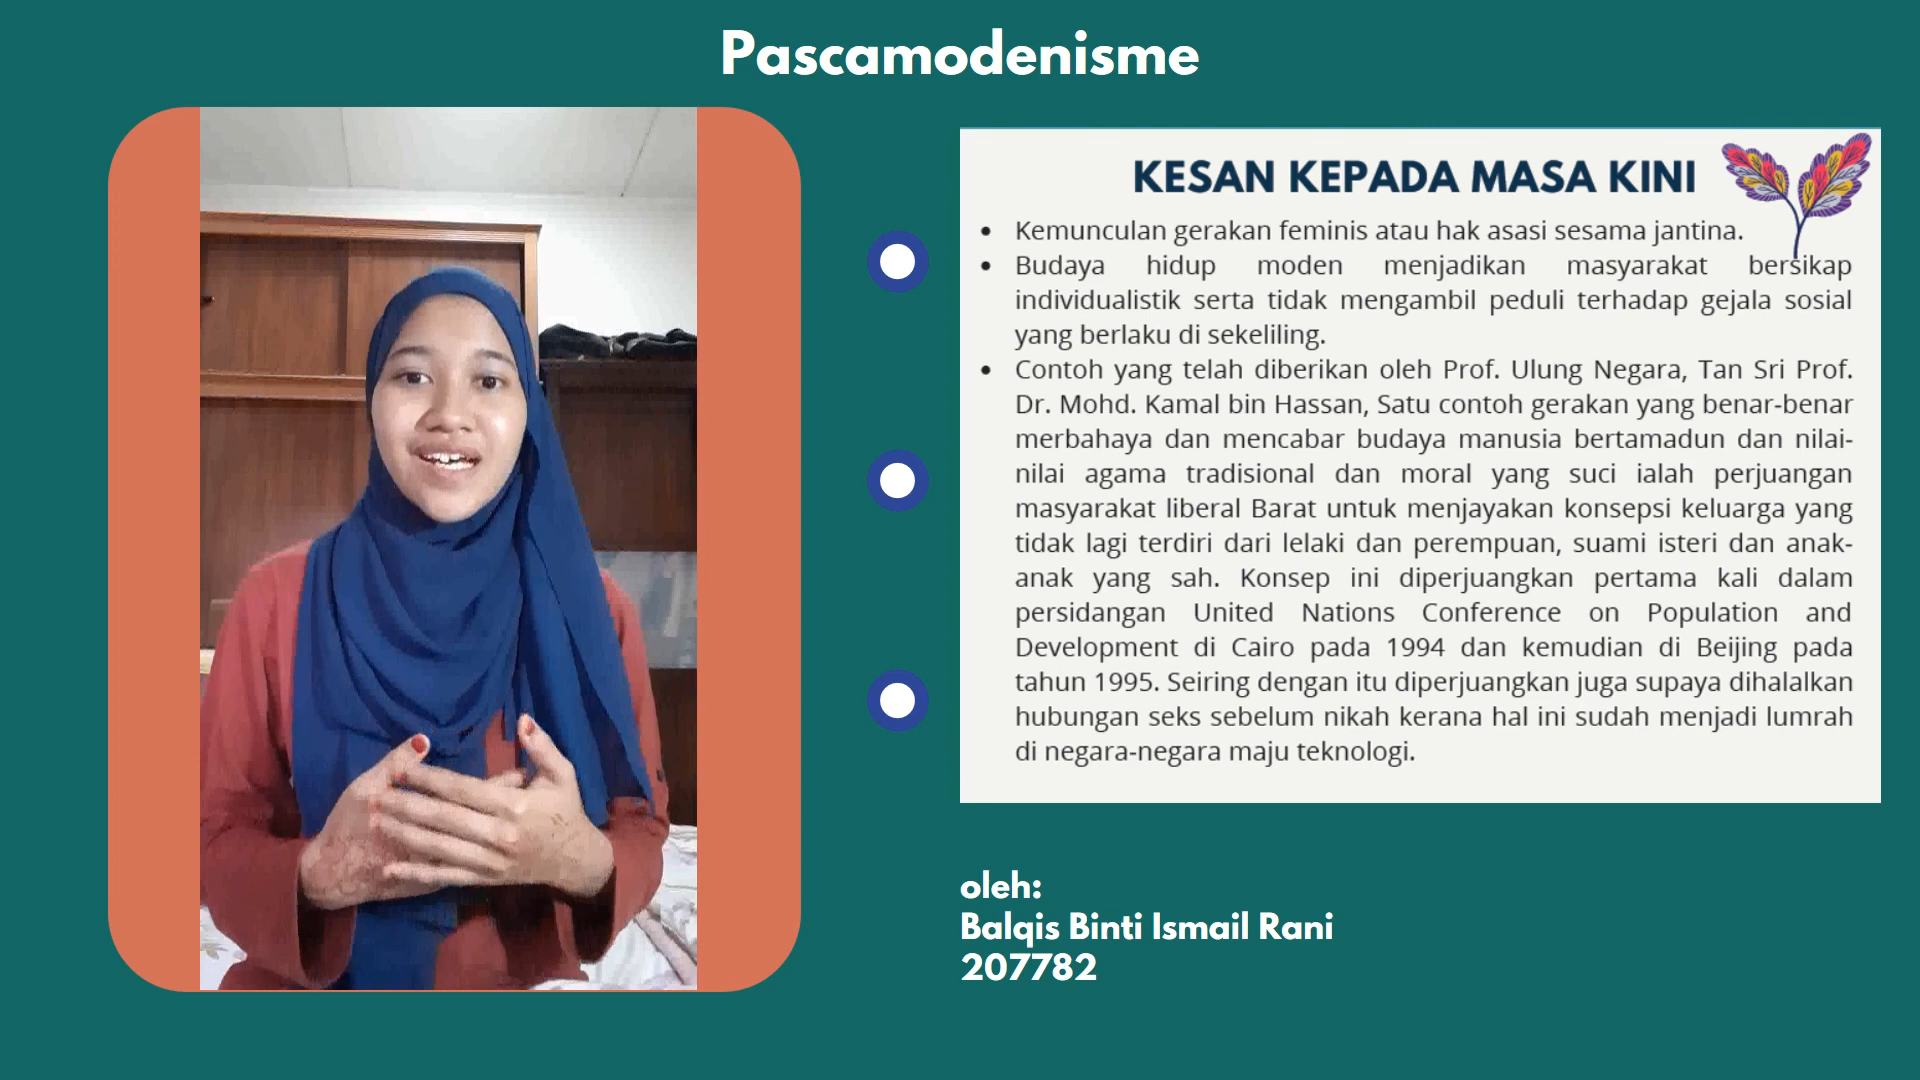 Pascamodenisme
KESAN KEPADA MASA KINI
• Kemunculan gerakan feminis atau hak asasi sesama jantina.
• Budaya hidup moden menjadikan masyarakat bersikap
individualistik serta tidak mengambil peduli terhadap gejala sosial
yang berlaku di sekeliling.
• Contoh yang telah diberikan oleh Prof. Ulung Negara, Tan Sri Prof.
Dr. Mohd. Kamal bin Hassan, Satu contoh gerakan yang benar-benar
merbahaya dan mencabar budaya manusia bertamadun dan nilai-
nilai agama tradisional dan moral yang suci ialah perjuangan
masyarakat liberal Barat untuk menjayakan konsepsi keluarga yang
tidak lagi terdiri dari lelaki dan perempuan, suami isteri dan anak-
anak yang sah. Konsep ini diperjuangkan pertama kali dalam
persidangan United Nations Conference on Population and
Development di Cairo pada 1994 dan kemudian di Beijing pada
tahun 1995. Seiring dengan itu diperjuangkan juga supaya dihalalkan
hubungan seks sebelum nikah kerana hal ini sudah menjadi lumrah
di negara-negara maju teknologi.
oleh:
Balqis Binti Ismail Rani
207782